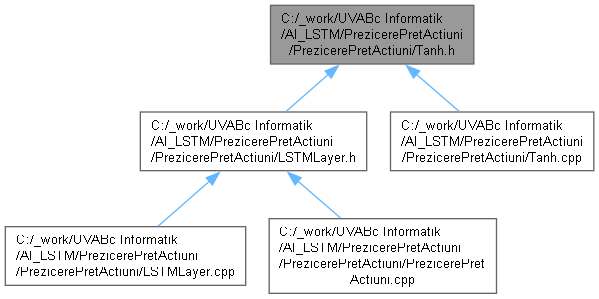 C:/_work/UVABc Informatik
/AI_LSTM/PrezicerePretActiuni
/PrezicerePretActiuni/Tanh.h
C:/_work/UVABc Informatik
/AI_LSTM/PrezicerePretActiuni
/PrezicerePretActiuni/LSTMLayer.h
C:/_work/UVABc Informatik
/AI_LSTM/PrezicerePretActiuni
/PrezicerePretActiuni/Tanh.cpp
C:/_work/UVABc Informatik
/AI_LSTM/PrezicerePretActiuni
/PrezicerePretActiuni/LSTMLayer.cpp
C:/_work/UVABc Informatik
/AI_LSTM/PrezicerePretActiuni
/PrezicerePretActiuni/PrezicerePret
Actiuni.cpp